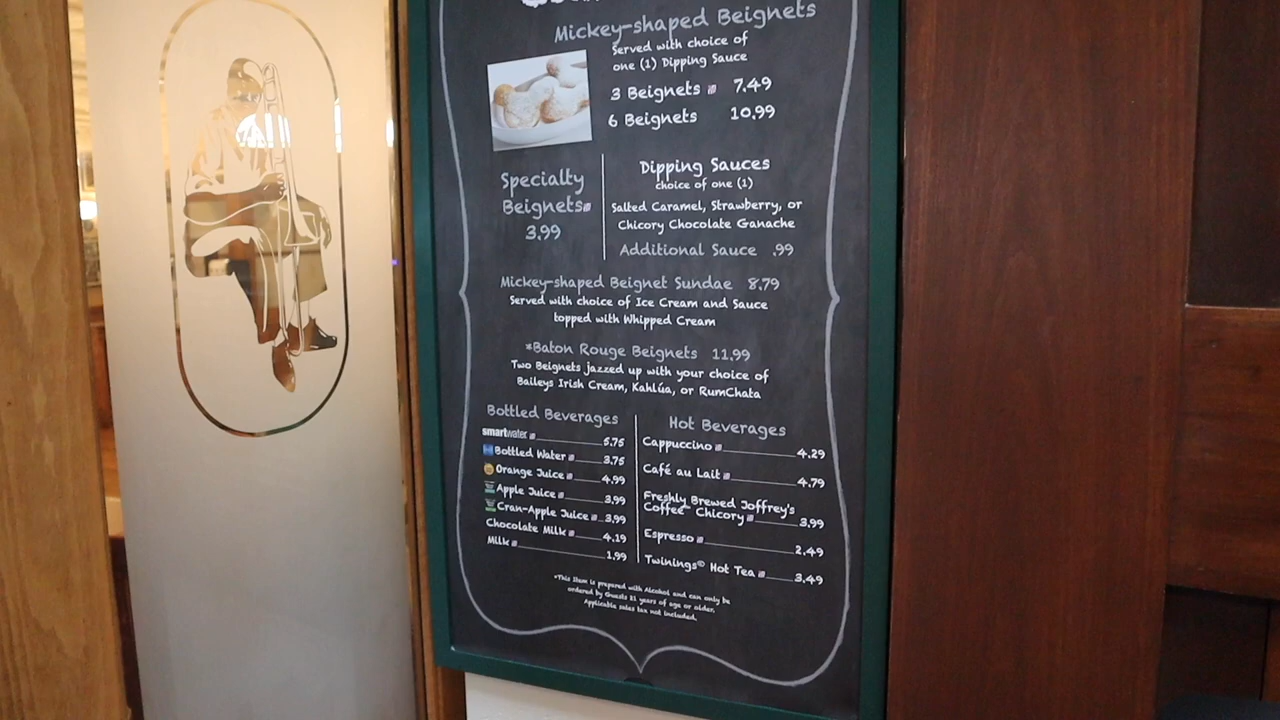 Mickey-shaped Beignets
Served with choice of
one (1) Dipping Sauce
3 Beignets 7.49
6 Beignets 10.99
Specialty
Beignets
3.99
Dipping Sauces
choice of one (1)
Salted Caramel, Strawberry, or
Chicory Chocolate Ganache
Additional Sauce .99
Mickey-shaped Beignet Sundae 8.79
Served with choice of Ice Cream and Sauce
topped with Whipped Cream
*Baton Rouge Beignets 11.99
Two Beignets jazzed up with your choice of
Baileys Irish Cream, Kahlúa, or RumChata
Bottled Beverages
smartwater 5.75
Bottled Water 3.75
Orange Juice 4.99
Apple Juice 3.99
Cran-Apple Juice 3.99
Chocolate Milk 4.19
Milk 1.99
Hot Beverages
Cappuccino 4.29
Café au Lait 4.79
Freshly Brewed Joffrey's
Coffee Chicory 3.99
Espresso 2.49
Twinings® Hot Tea 3.49
*This item is prepared with Alcohol and can only be
ordered by Guests 21 years of age or older.
Applicable sales tax not included.